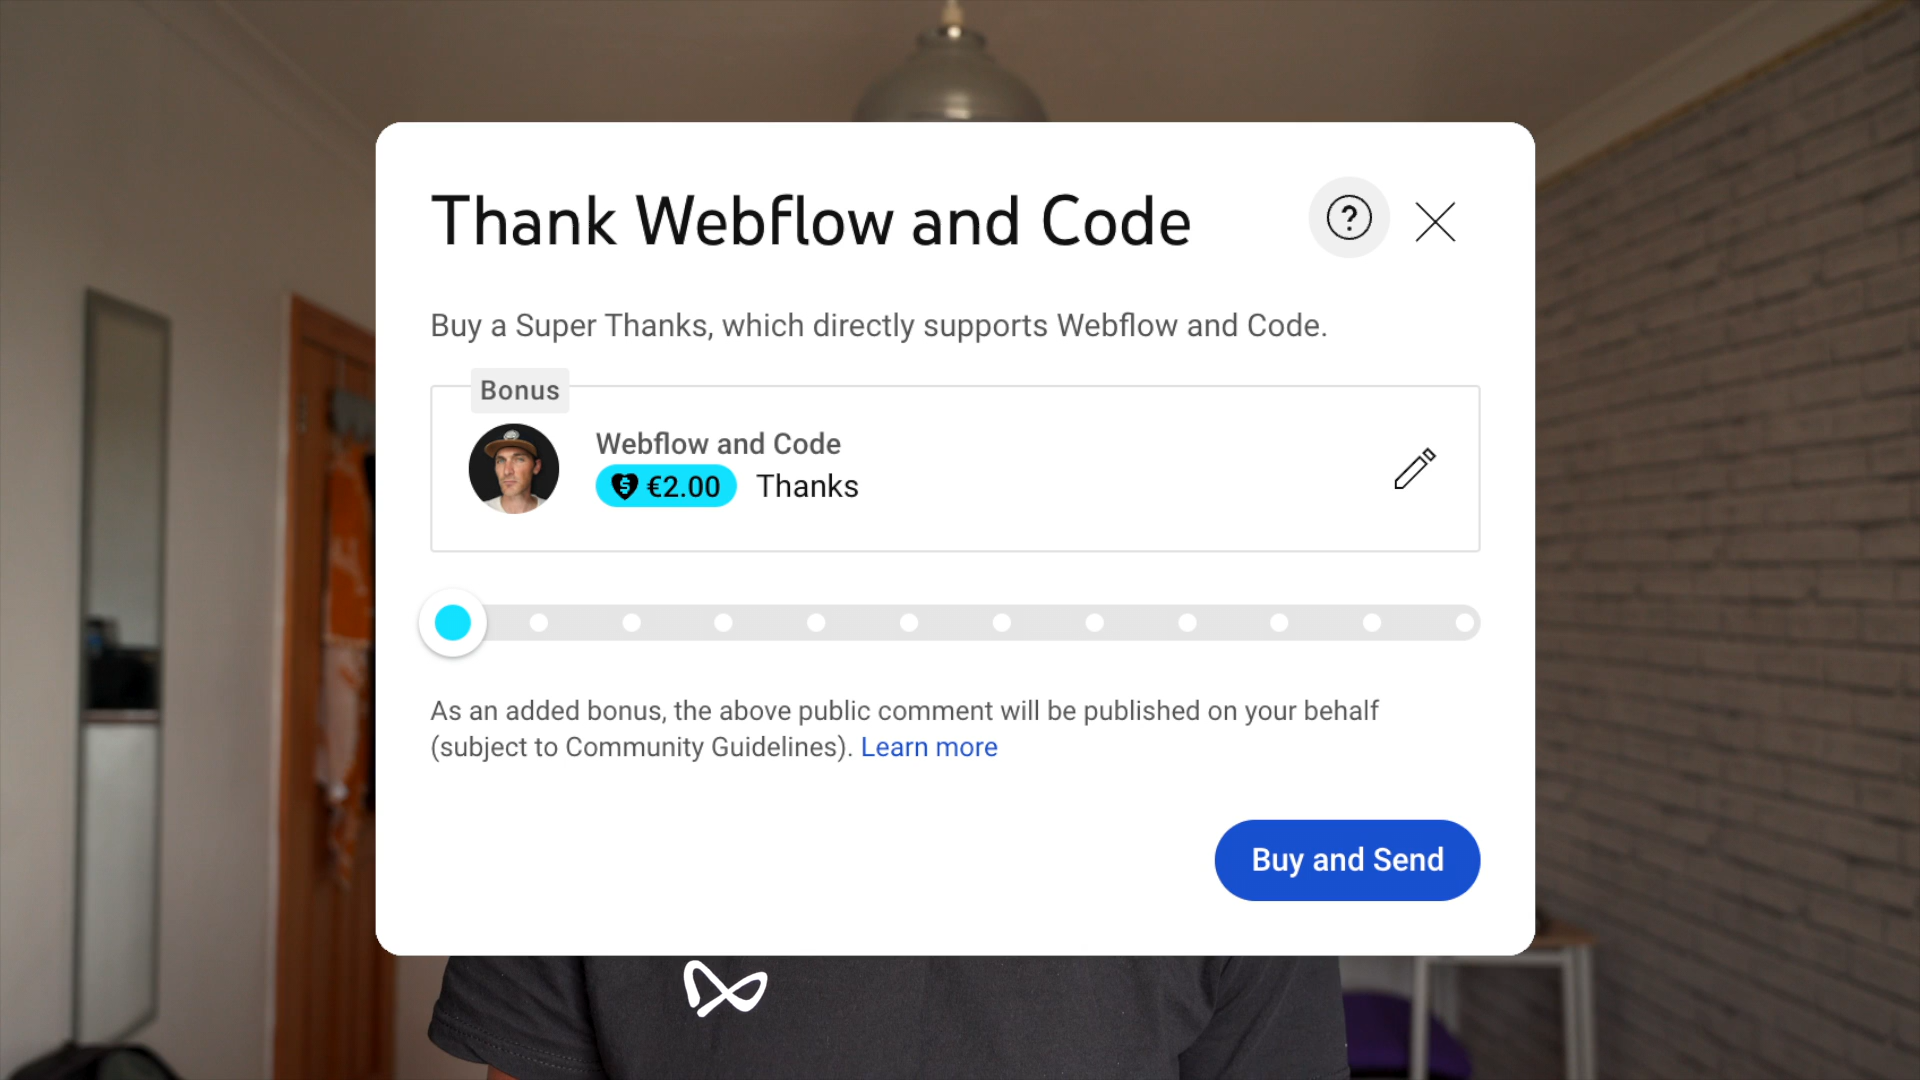 Thank Webflow and Code
?
Buy a Super Thanks, which directly supports Webflow and Code.
Bonus
Webflow and Code
€2.00 Thanks
As an added bonus, the above public comment will be published on your behalf
(subject to Community Guidelines). Learn more
Buy and Send